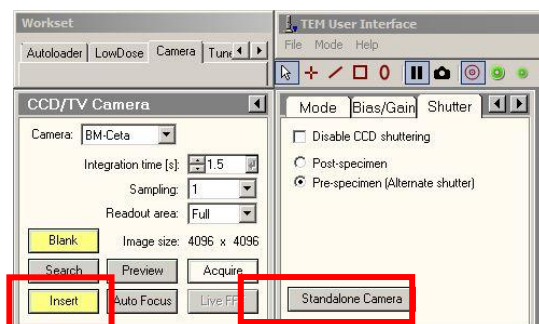 Workset
Autoloader LowDose Camera Tune
CCD/TV Camera
Camera: BM-Ceta
Integration time [s]: 1.5
Sampling: 1
Readout area: Full
Blank Image size: 4096 x 4096
Search Preview Acquire
Insert Auto Focus Live FF
TEM User Interface
File Mode Help
Mode Bias/Gain Shutter
Disable CCD shuttering
Post-specimen
Pre-specimen (Alternate shutter)
Standalone Camera